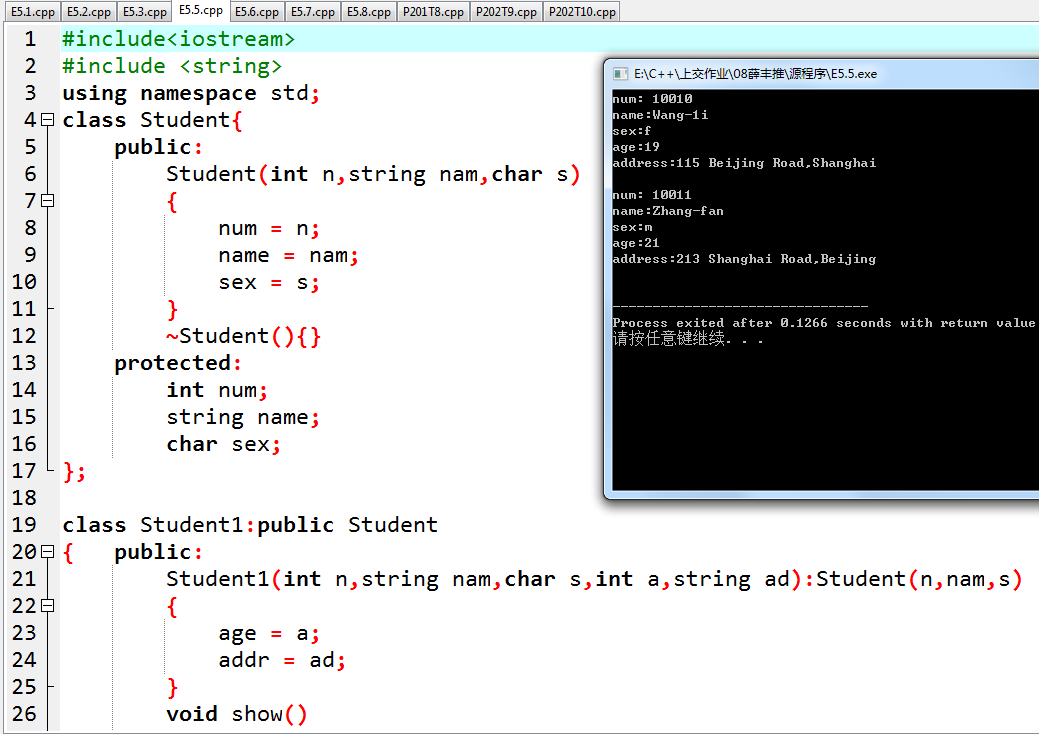 E5.1.cpp E5.2.cpp E5.3.cpp E5.5.cpp E5.6.cpp E5.7.cpp E5.8.cpp P201T8.cpp P202T9.cpp P202T10.cpp
1 #include<iostream>
2 #include <string>
3 using namespace std;
4 class Student{
5 public:
6 Student(int n,string nam,char s)
7 {
8 num = n;
9 name = nam;
10 sex = s;
11 }
12 ~Student(){}
13 protected:
14 int num;
15 string name;
16 char sex;
17 };
18
19 class Student1:public Student
20 { public:
21 Student1(int n,string nam,char s,int a,string ad):Student(n,nam,s)
22 {
23 age = a;
24 addr = ad;
25 }
26 void show()
E:\C++\上交作业\08薛丰推\源程序\E5.5.exe
num: 10010
name:Wang-li
sex:f
age:19
address:115 Beijing Road,Shanghai
num: 10011
name:Zhang-fan
sex:m
age:21
address:213 Shanghai Road,Beijing
--------------------------------
Process exited after 0.1266 seconds with return value
请按任意键继续. . .